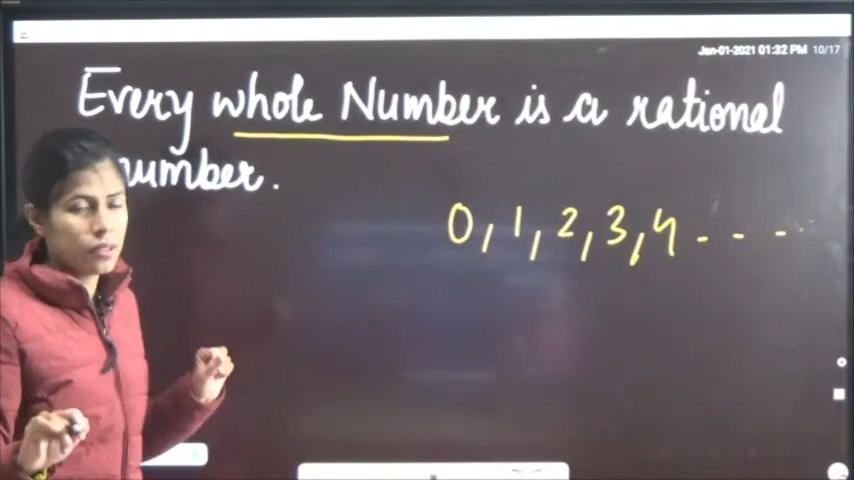 Jan-01-2021 01:32 PM 10/17
Every whole Number is a rational
number.
0, 1, 2, 3, 4 - - - -